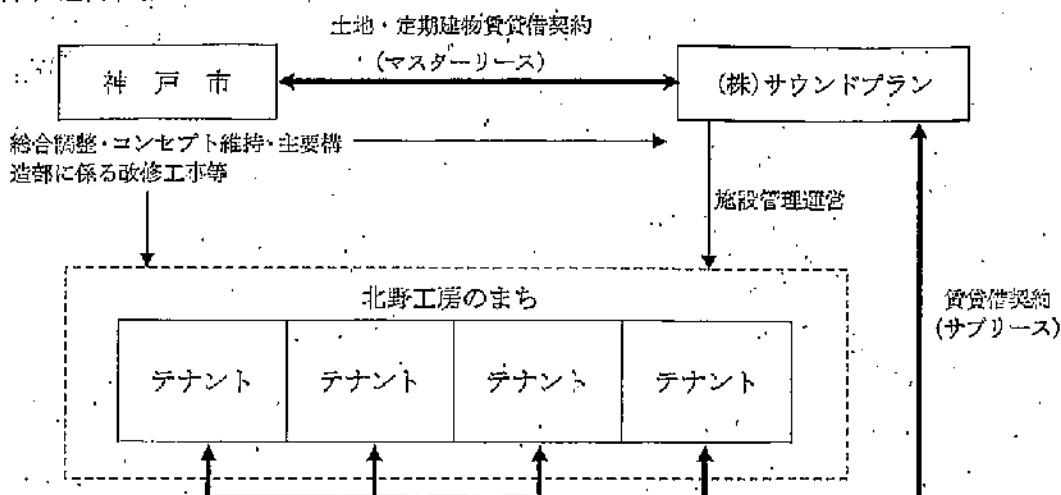 土地・定期建物賃貸借契約
(マスターリース)
神戸市
(株)サウンドプラン
総合調整・コンセプト維持・主要構
造部に係る改修工事等
施設管理運営
北野工房のまち
賃貸借契約
(サブリース)
テナント
テナント
テナント
テナント